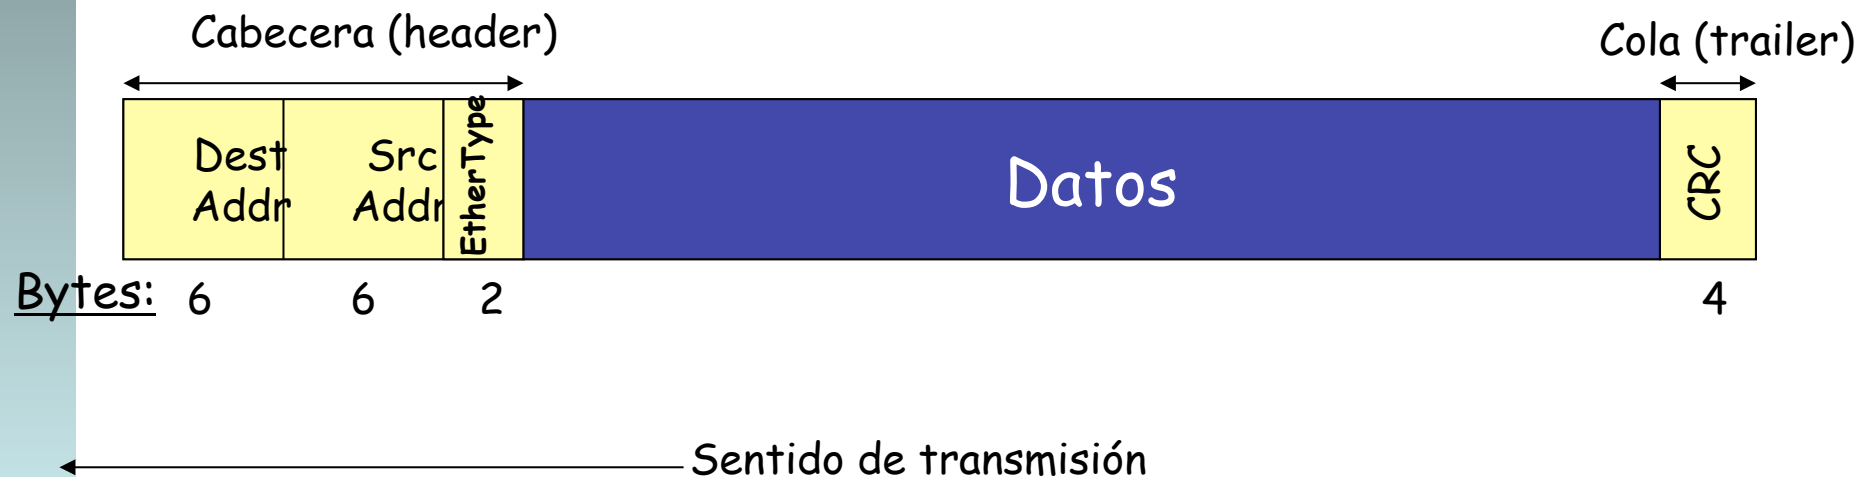 Cabecera (header)
Cola (trailer)
Dest
Addr
Src
Addr
EtherType
Datos
CRC
Bytes: 6 6 2 4
Sentido de transmisión